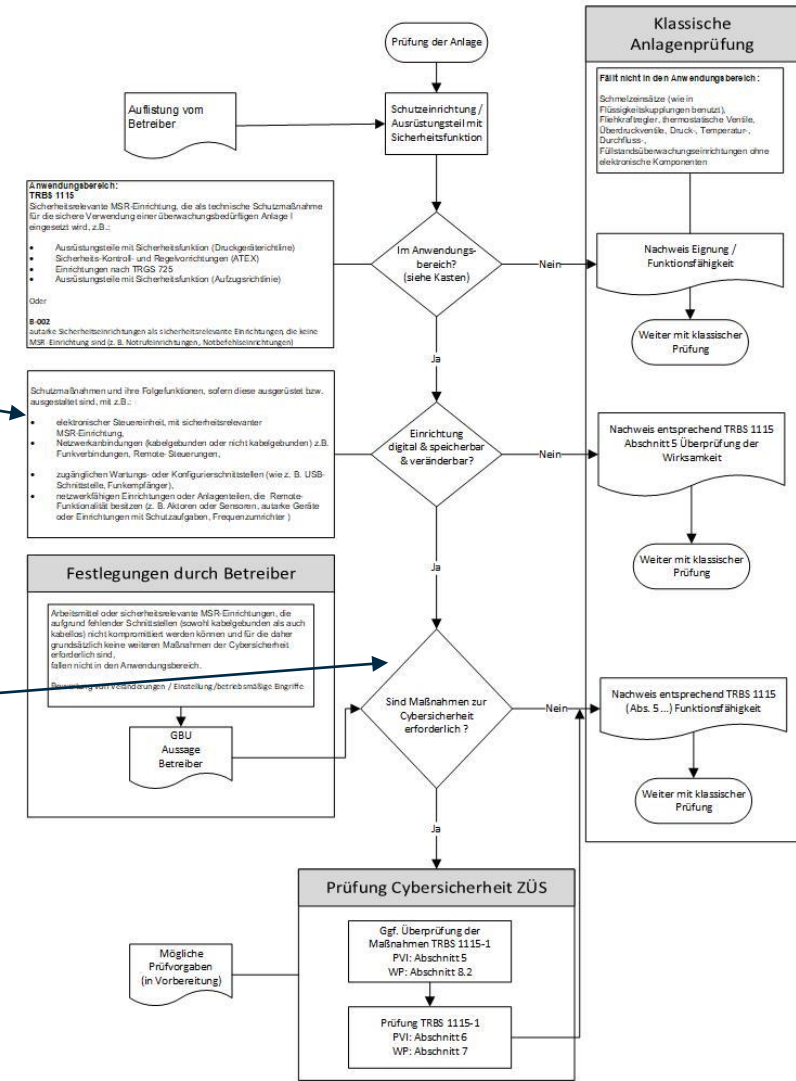 Prüfung der Anlage
Auflistung vom
Betreiber
Schutzeinrichtung /
Ausrüstungsteil mit
Sicherheitsfunktion
Klassische
Anlagenprüfung
Fällt nicht in den Anwendungsbereich :
Schmelzeinsätze (wie in
Flüssigkeitskupplungen benutzt),
Fliehkraftregler, thermostatische Ventile,
Überdruckventile, Druck-, Temperatur-,
Durchfluss-,
Füllstandsüberwachungseinrichtungen ohne
elektronische Komponenten
Anwendungsbereich:
TRBS 1115
Sicherheitsrelevante MSR-Einrichtung, die als technische Schutzmaßnahme
für die sichere Verwendung einer überwachungsbedürftigen Anlage I
eingesetzt wird, z.B.:
• Ausrüstungsteile mit Sicherheitsfunktion (Druckgeräterichtline)
• Sicherheits-Kontroll- und Regelvorrichtungen (ATEX)
• Einrichtungen nach TRGS 725
• Ausrüstungsteile mit Sicherheitsfunktion (Aufzugsrichtlinie)
Oder
B-002
autarke Sicherheitseinrichtungen als sicherheitsrelevante Einrichtungen, die keine
MSR-Einrichtung sind (z. B. Notrufeinrichtungen, Notbefehlseinrichtungen)
Im Anwendungs-
bereich?
(siehe Kasten)
Nein
Nachweis Eignung /
Funktionsfähigkeit
Weiter mit klassischer
Prüfung
Ja
Schutzmaßnahmen und ihre Folgefunktionen, sofern diese ausgerüstet bzw.
ausgestaltet sind, mit z.B.:
• elektronischer Steuereinheit, mit sicherheitsrelevanter
MSR-Einrichtung,
• Netzwerkanbindungen (kabelgebunden oder nicht kabelgebunden) z.B.
Funkverbindungen, Remote- Steuerungen,
• zugänglichen Wartungs- oder Konfigurierschnittstellen (wie z. B. USB-
Schnittstelle, Funkempfänger),
• netzwerkfähigen Einrichtungen oder Anlagenteilen, die Remote-
Funktionalität besitzen (z. B. Aktoren oder Sensoren, autarke Geräte
oder Einrichtungen mit Schutzaufgaben, Frequenzumrichter )
Einrichtung
digital & speicherbar
& veränderbar?
Nein
Nachweis entsprechend TRBS 1115
Abschnitt 5 Überprüfung der
Wirksamkeit
Weiter mit klassischer
Prüfung
Ja
Festlegungen durch Betreiber
Arbeitsmittel oder sicherheitsrelevante MSR-Einrichtungen, die
aufgrund fehlender Schnittstellen (sowohl kabelgebunden als auch
kabellos) nicht kompromittiert werden können und für die daher
grundsätzlich keine weiteren Maßnahmen der Cybersicherheit
erforderlich sind,
fallen nicht in den Anwendungsbereich.
Bewertung von Veränderungen / Einstellung /betriebsmäßige Eingriffe
GBU
Aussage
Betreiber
Sind Maßnahmen zur
Cybersicherheit
erforderlich ?
Nein
Nachweis entsprechend TRBS 1115
(Abs. 5 ...) Funktionsfähigkeit
Weiter mit klassischer
Prüfung
Ja
Prüfung Cybersicherheit ZÜS
Mögliche
Prüfvorgaben
(in Vorbereitung)
Ggf. Überprüfung der
Maßnahmen TRBS 1115-1
PVI: Abschnitt 5
WP: Abschnitt 8.2
Prüfung TRBS 1115-1
PVI: Abschnitt 6
WP: Abschnitt 7